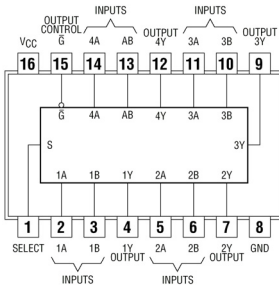 INPUTS INPUTS
OUTPUT CONTROL OUTPUT OUTPUT
VCC G̅ 4A AB 4Y 3A 3B 3Y
16 15 14 13 12 11 10 9
G̅ 4A AB 4Y 3A 3B
S 3Y
1A 1B 1Y 2A 2B 2Y
1 2 3 4 5 6 7 8
SELECT 1A 1B 1Y 2A 2B 2Y GND
OUTPUT OUTPUT
INPUTS INPUTS